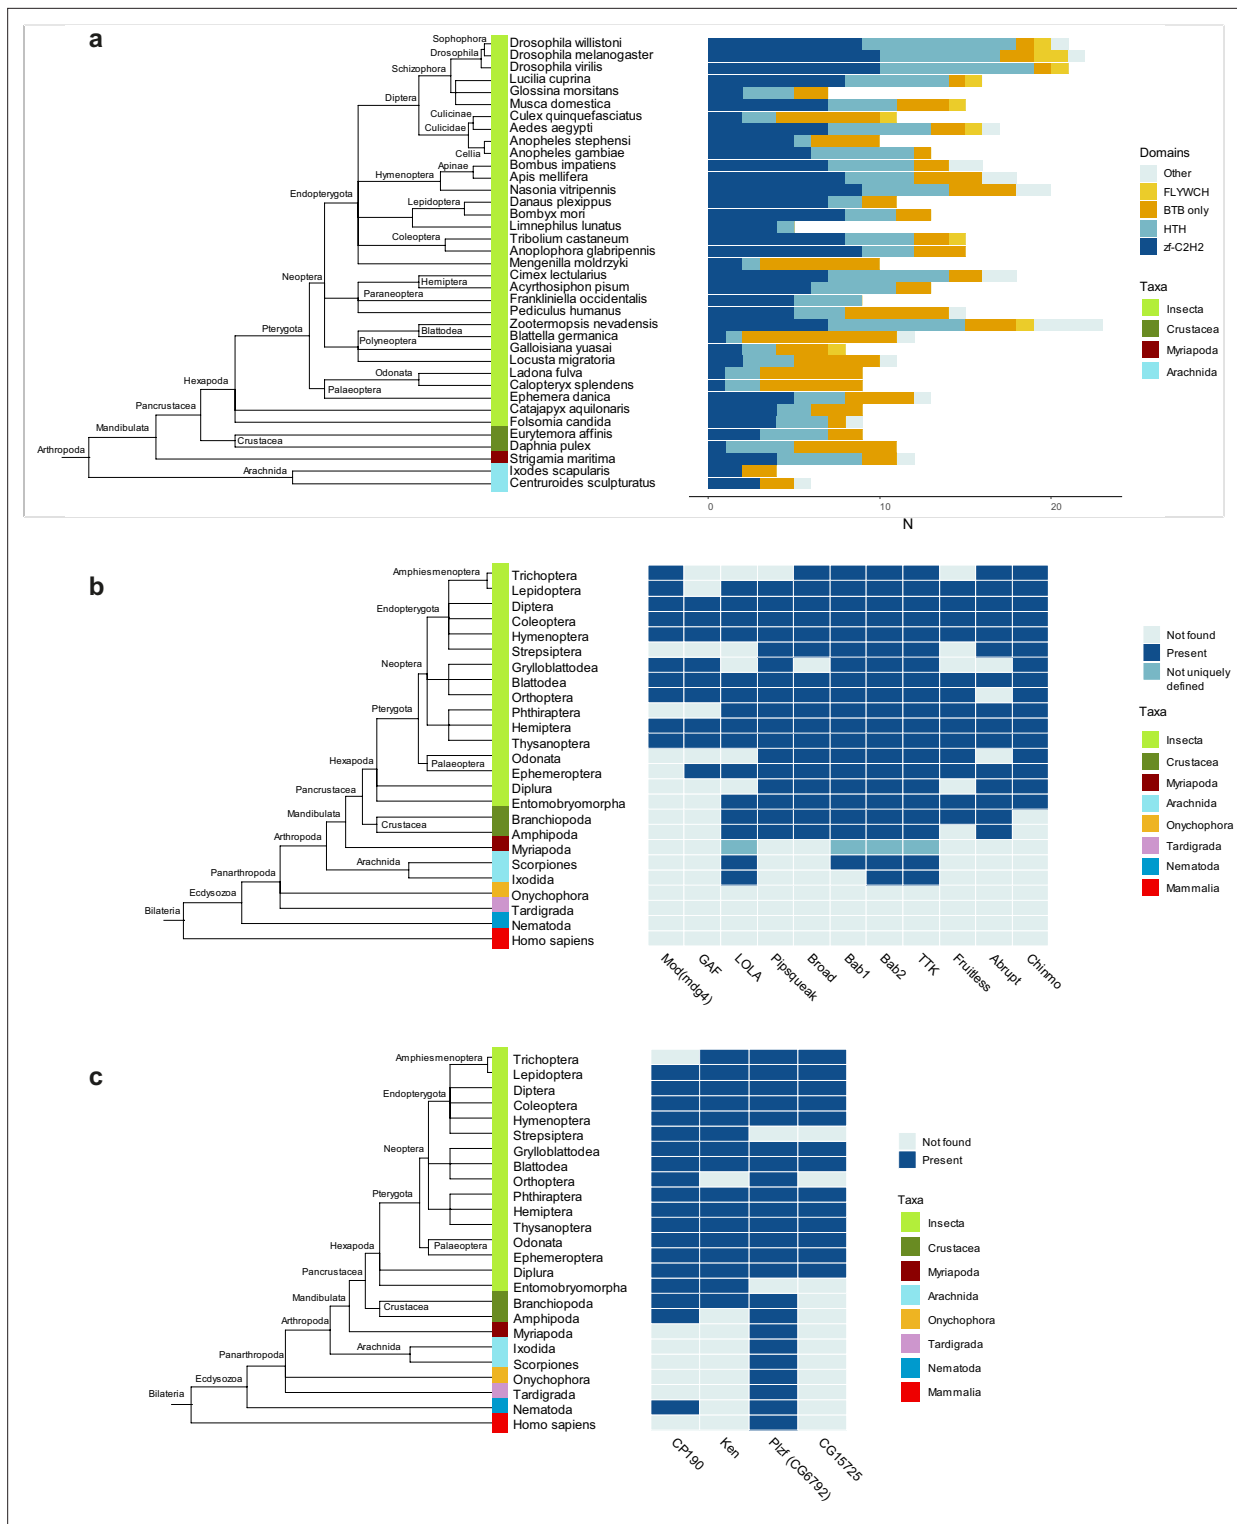 a
Sophophora
Drosophila
Schizophora
Diptera
Culicinae
Culicidae
Cellia
Apinae
Hymenoptera
Endopterygota
Lepidoptera
Coleoptera
Neoptera
Hemiptera
Paraneoptera
Pterygota
Blattodea
Polyneoptera
Odonata
Hexapoda
Palaeoptera
Pancrustacea
Mandibulata
Crustacea
Arthropoda
Arachnida
Drosophila willistoni
Drosophila melanogaster
Drosophila virilis
Lucilia cuprina
Glossina morsitans
Musca domestica
Culex quinquefasciatus
Aedes aegypti
Anopheles stephensi
Anopheles gambiae
Bombus impatiens
Apis mellifera
Nasonia vitripennis
Danaus plexippus
Bombyx mori
Limnephilus lunatus
Tribolium castaneum
Anoplophora glabripennis
Mengenilla moldrzyki
Cimex lectularius
Acyrthosiphon pisum
Frankliniella occidentalis
Pediculus humanus
Zootermopsis nevadensis
Blattella germanica
Galloisiana yuasai
Locusta migratoria
Ladona fulva
Calopteryx splendens
Ephemera danica
Catajapyx aquilonaris
Folsomia candida
Eurytemora affinis
Daphnia pulex
Strigamia maritima
Ixodes scapularis
Centruroides sculpturatus
0
10
20
N
Domains
Other
FLYWCH
BTB only
HTH
zf-C2H2
Taxa
Insecta
Crustacea
Myriapoda
Arachnida
b
Amphiesmenoptera
Endopterygota
Neoptera
Pterygota
Palaeoptera
Hexapoda
Pancrustacea
Mandibulata
Crustacea
Arthropoda
Arachnida
Panarthropoda
Ecdysozoa
Bilateria
Trichoptera
Lepidoptera
Diptera
Coleoptera
Hymenoptera
Strepsiptera
Grylloblattodea
Blattodea
Orthoptera
Phthiraptera
Hemiptera
Thysanoptera
Odonata
Ephemeroptera
Diplura
Entomobryomorpha
Branchiopoda
Amphipoda
Myriapoda
Scorpiones
Ixodida
Onychophora
Tardigrada
Nematoda
Homo sapiens
Mod(mdg4)
GAF
LOLA
Pipsqueak
Broad
Bab1
Bab2
TTK
Fruitless
Abrupt
Chinmo
Not found
Present
Not uniquely
defined
Taxa
Insecta
Crustacea
Myriapoda
Arachnida
Onychophora
Tardigrada
Nematoda
Mammalia
c
Amphiesmenoptera
Endopterygota
Neoptera
Pterygota
Palaeoptera
Hexapoda
Pancrustacea
Mandibulata
Crustacea
Arthropoda
Arachnida
Panarthropoda
Ecdysozoa
Bilateria
Trichoptera
Lepidoptera
Diptera
Coleoptera
Hymenoptera
Strepsiptera
Grylloblattodea
Blattodea
Orthoptera
Phthiraptera
Hemiptera
Thysanoptera
Odonata
Ephemeroptera
Diplura
Entomobryomorpha
Branchiopoda
Amphipoda
Myriapoda
Ixodida
Scorpiones
Onychophora
Tardigrada
Nematoda
Homo sapiens
CP190
Ken
Plzf (CG6792)
CG15725
Not found
Present
Taxa
Insecta
Crustacea
Myriapoda
Arachnida
Onychophora
Tardigrada
Nematoda
Mammalia